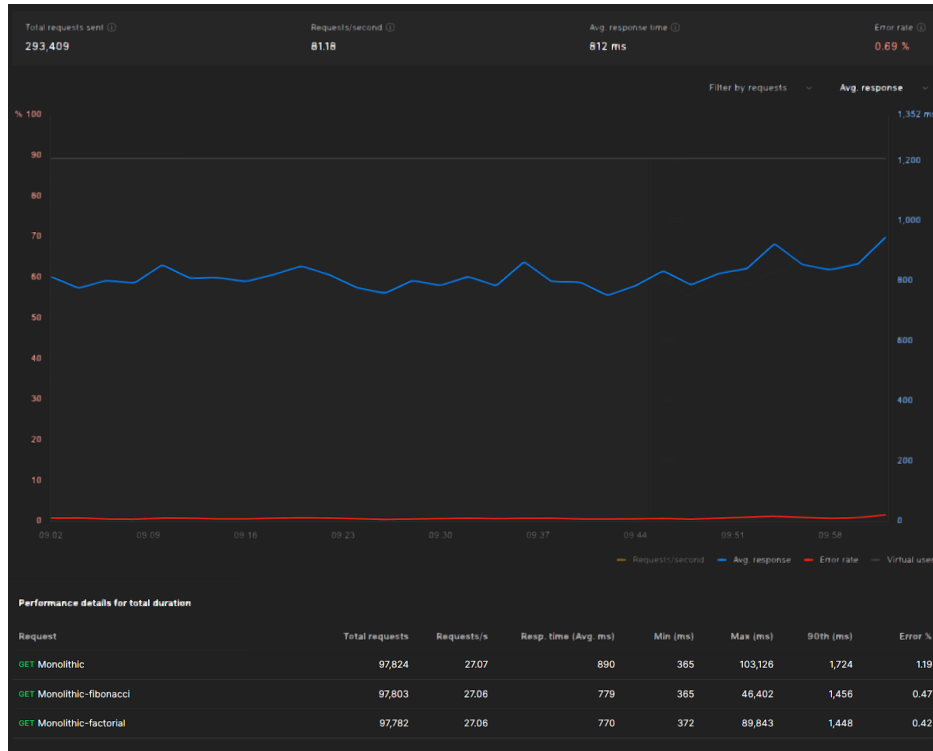 Total requests sent Requests/second Avg. response time Error rate
293,409 81.18 812 ms 0.69 %
Filter by requests Avg. response
% 100 1,352 ms
90 1,200
80
70 1,000
60 800
50
40 600
30 400
20 200
10
0 0
09:02 09:09 09:16 09:23 09:30 09:37 09:44 09:51 09:58
Requests/second Avg. response Error rate Virtual user
Performance details for total duration
Request Total requests Requests/s Resp. time (Avg. ms) Min (ms) Max (ms) 90th (ms) Error %
GET Monolithic 97,824 27.07 890 365 103,126 1,724 1.19
GET Monolithic-fibonacci 97,803 27.06 779 365 46,402 1,456 0.47
GET Monolithic-factorial 97,782 27.06 770 372 89,843 1,448 0.42